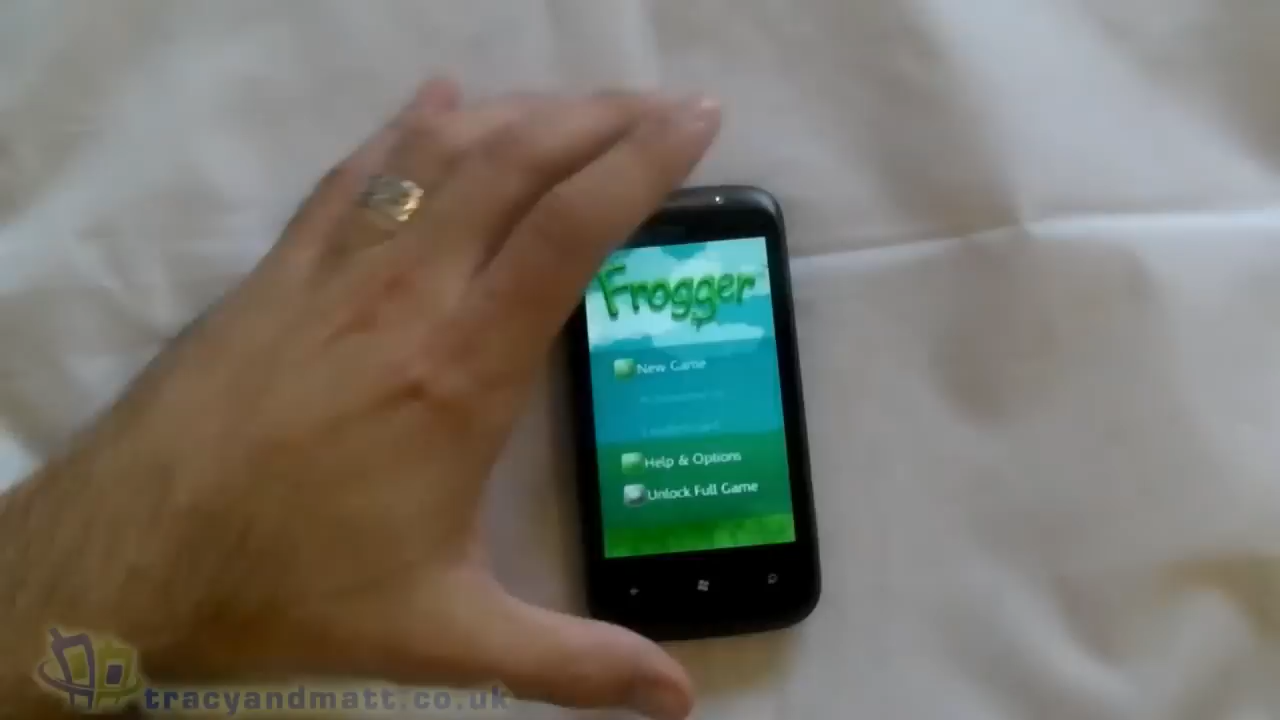 Frogger
New Game
Help & Options
Unlock Full Game
tracyandmatt.co.uk